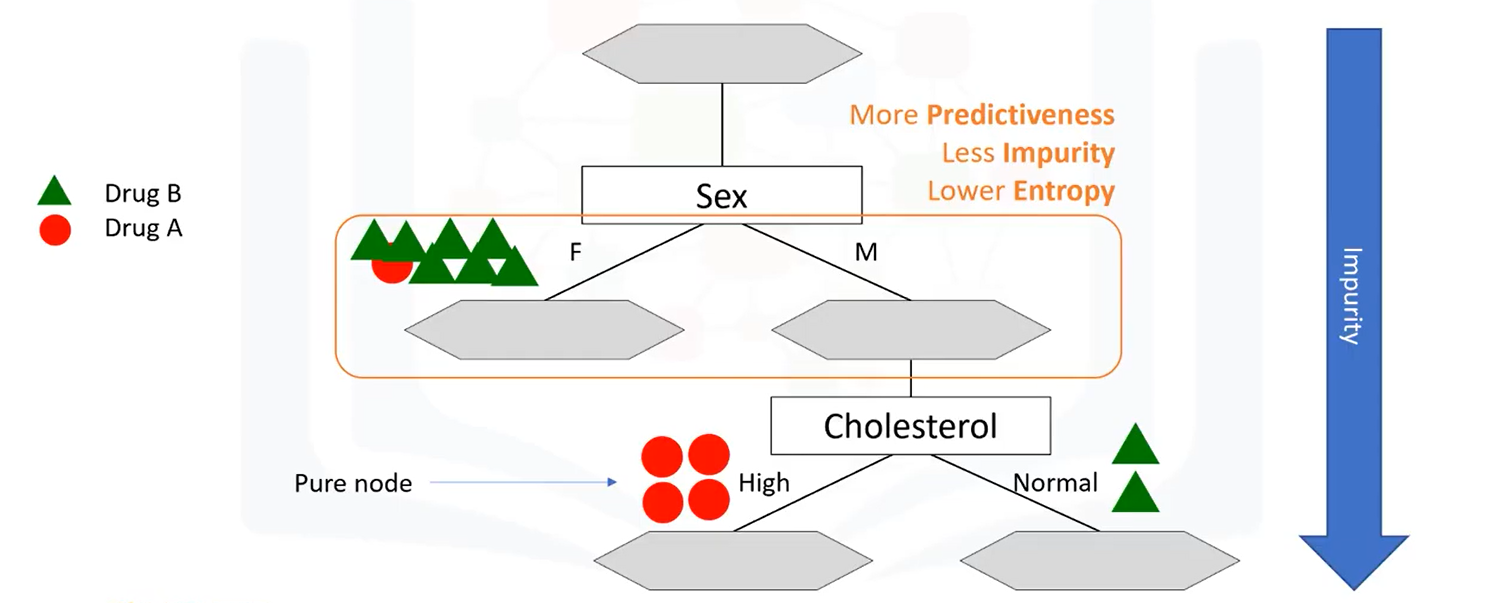 More Predictiveness
Less Impurity
Lower Entropy
Drug B
Drug A
Sex
F
M
Cholesterol
Pure node
High
Normal
Impurity